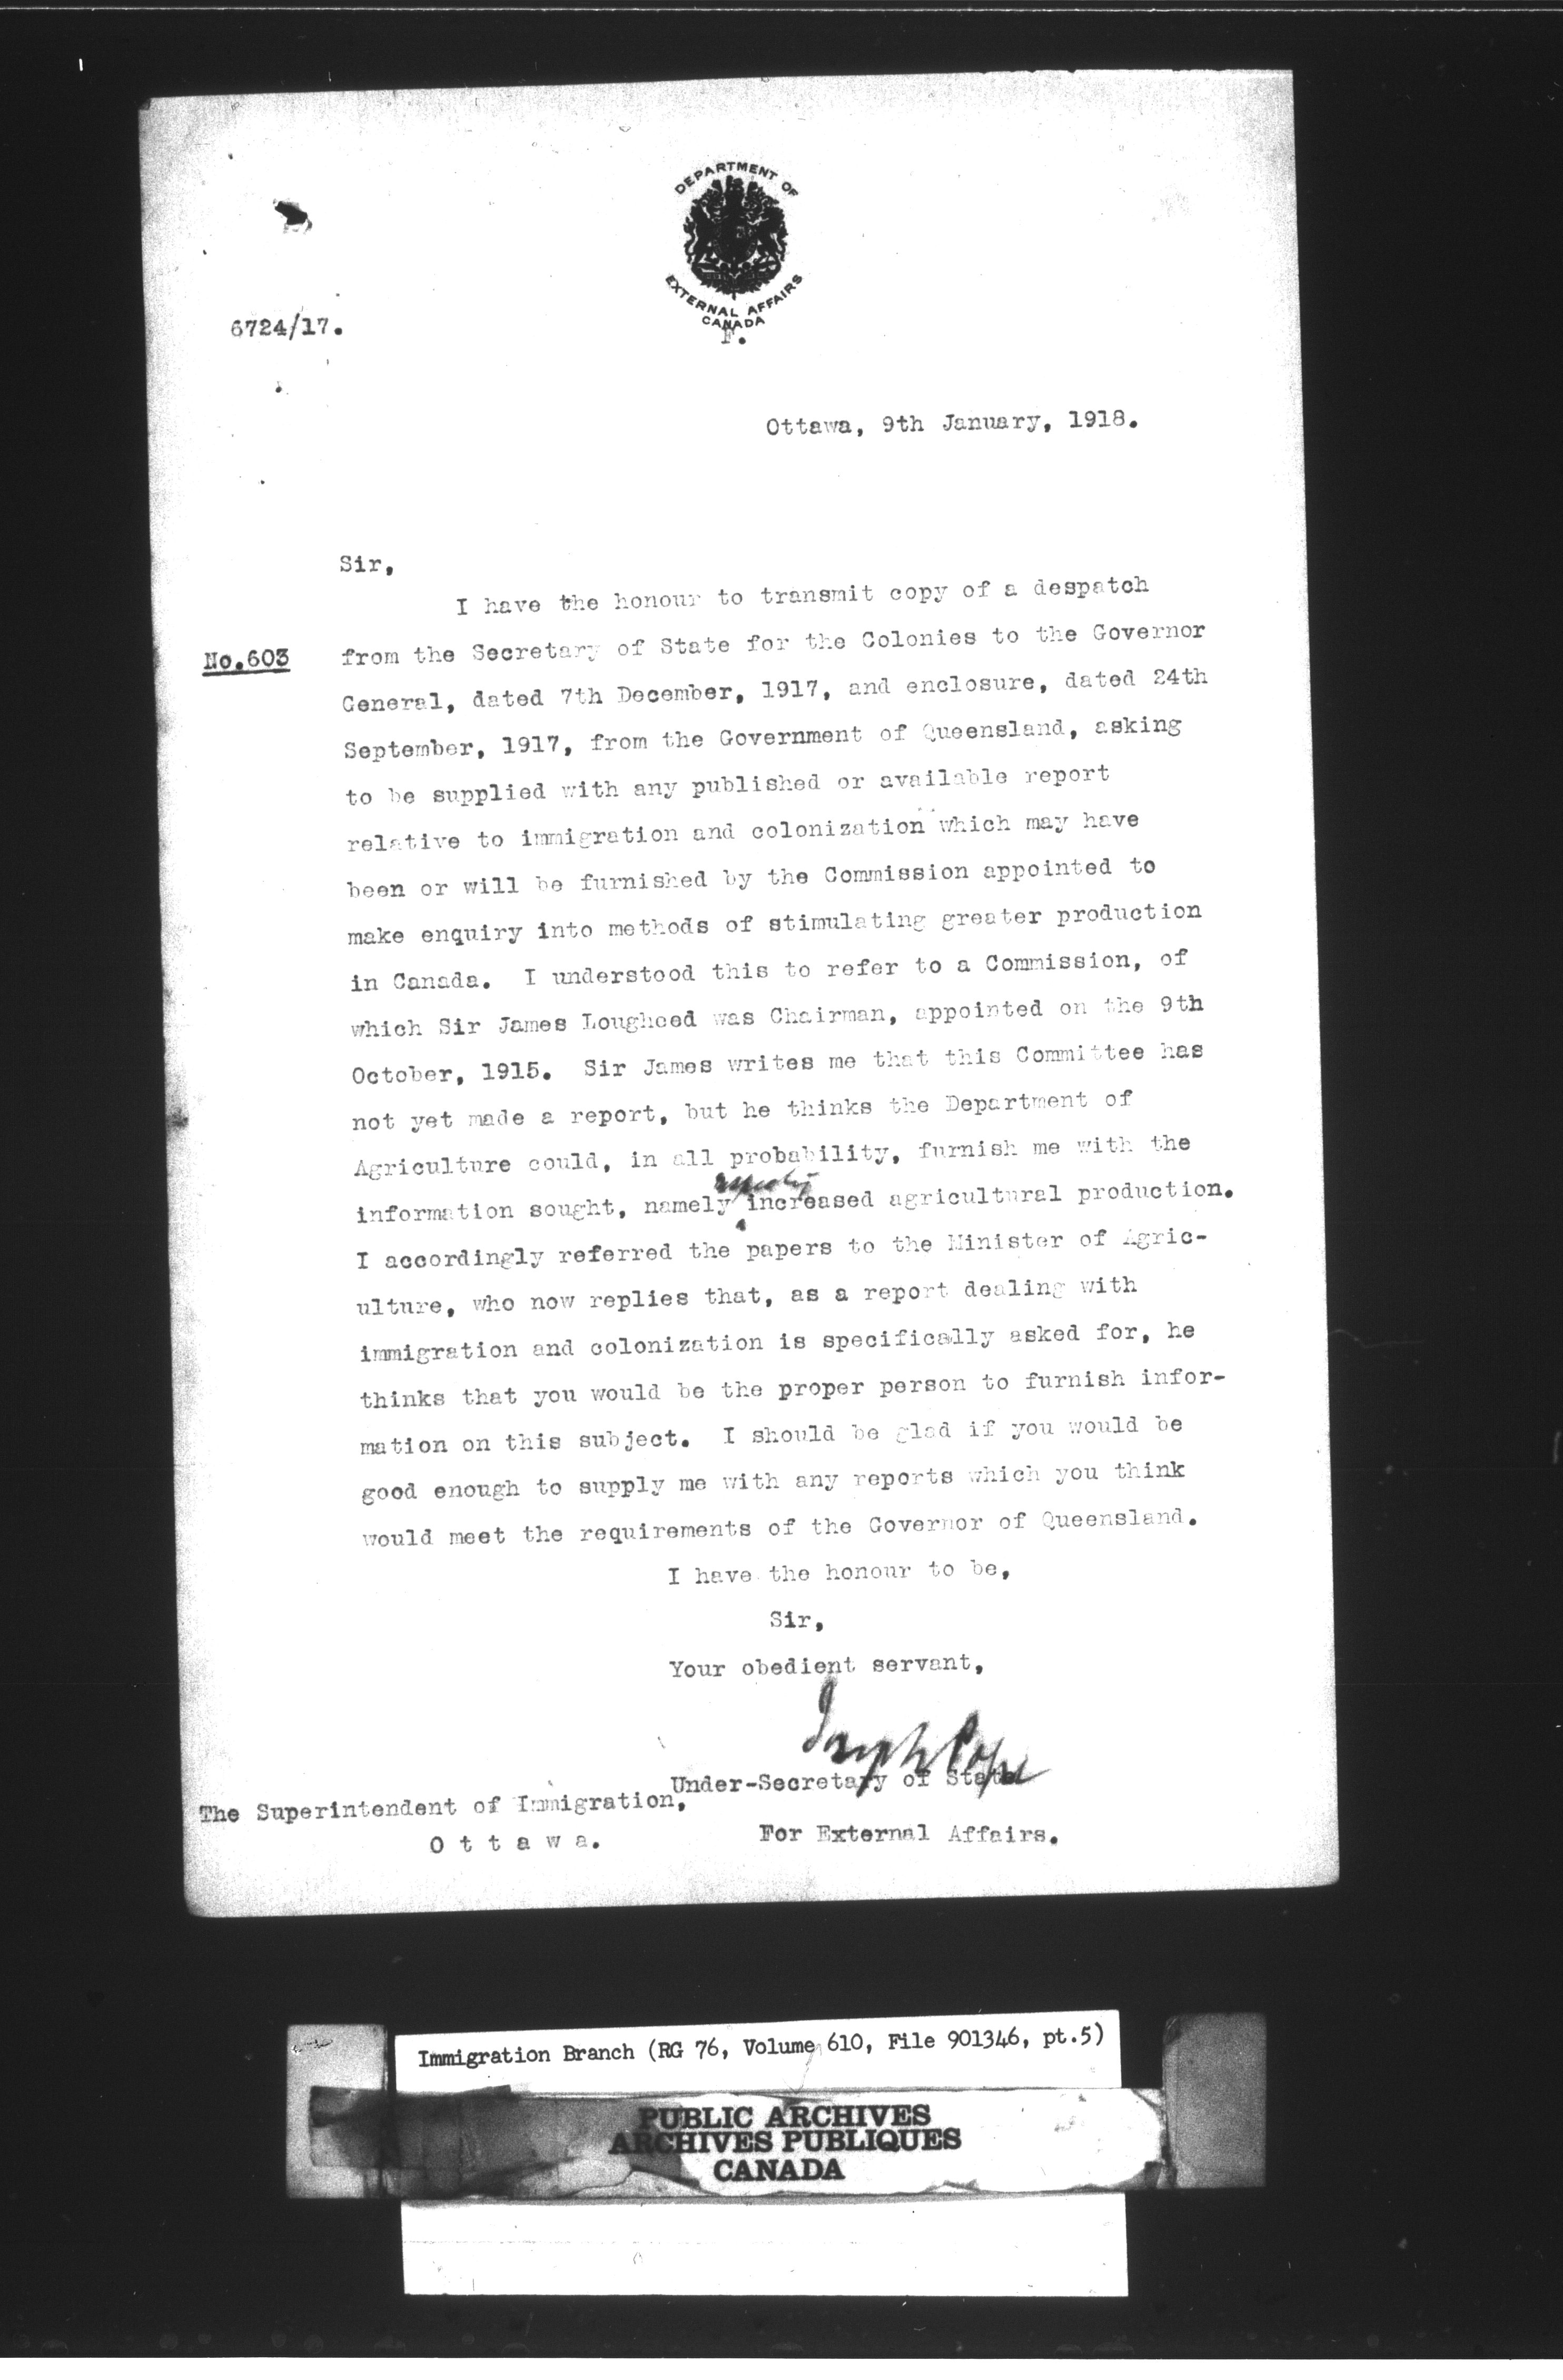 DEPARTMENT OF
EXTERNAL AFFAIRS
CANADA
F.
6724/17.
Ottawa, 9th January, 1918.
Sir,
I have the honour to transmit copy of a despatch
No.603 from the Secretary of State for the Colonies to the Governor
General, dated 7th December, 1917, and enclosure, dated 24th
September, 1917, from the Government of Queensland, asking
to be supplied with any published or available report
relative to immigration and colonization which may have
been or will be furnished by the Commission appointed to
make enquiry into methods of stimulating greater production
in Canada. I understood this to refer to a Commission, of
which Sir James Lougheed was Chairman, appointed on the 9th
October, 1915. Sir James writes me that this Committee has
not yet made a report, but he thinks the Department of
Agriculture could, in all probability, furnish me with the
information sought, namely increased agricultural production.
I accordingly referred the papers to the Minister of Agric-
ulture, who now replies that, as a report dealing with
immigration and colonization is specifically asked for, he
thinks that you would be the proper person to furnish infor-
mation on this subject. I should be glad if you would be
good enough to supply me with any reports which you think
would meet the requirements of the Governor of Queensland.
I have the honour to be,
Sir,
Your obedient servant,
Joseph Pope
Under-Secretary of State
For External Affairs.
The Superintendent of Immigration,
O t t a w a.
Immigration Branch (RG 76, Volume 610, File 901346, pt.5)
PUBLIC ARCHIVES
ARCHIVES PUBLIQUES
CANADA